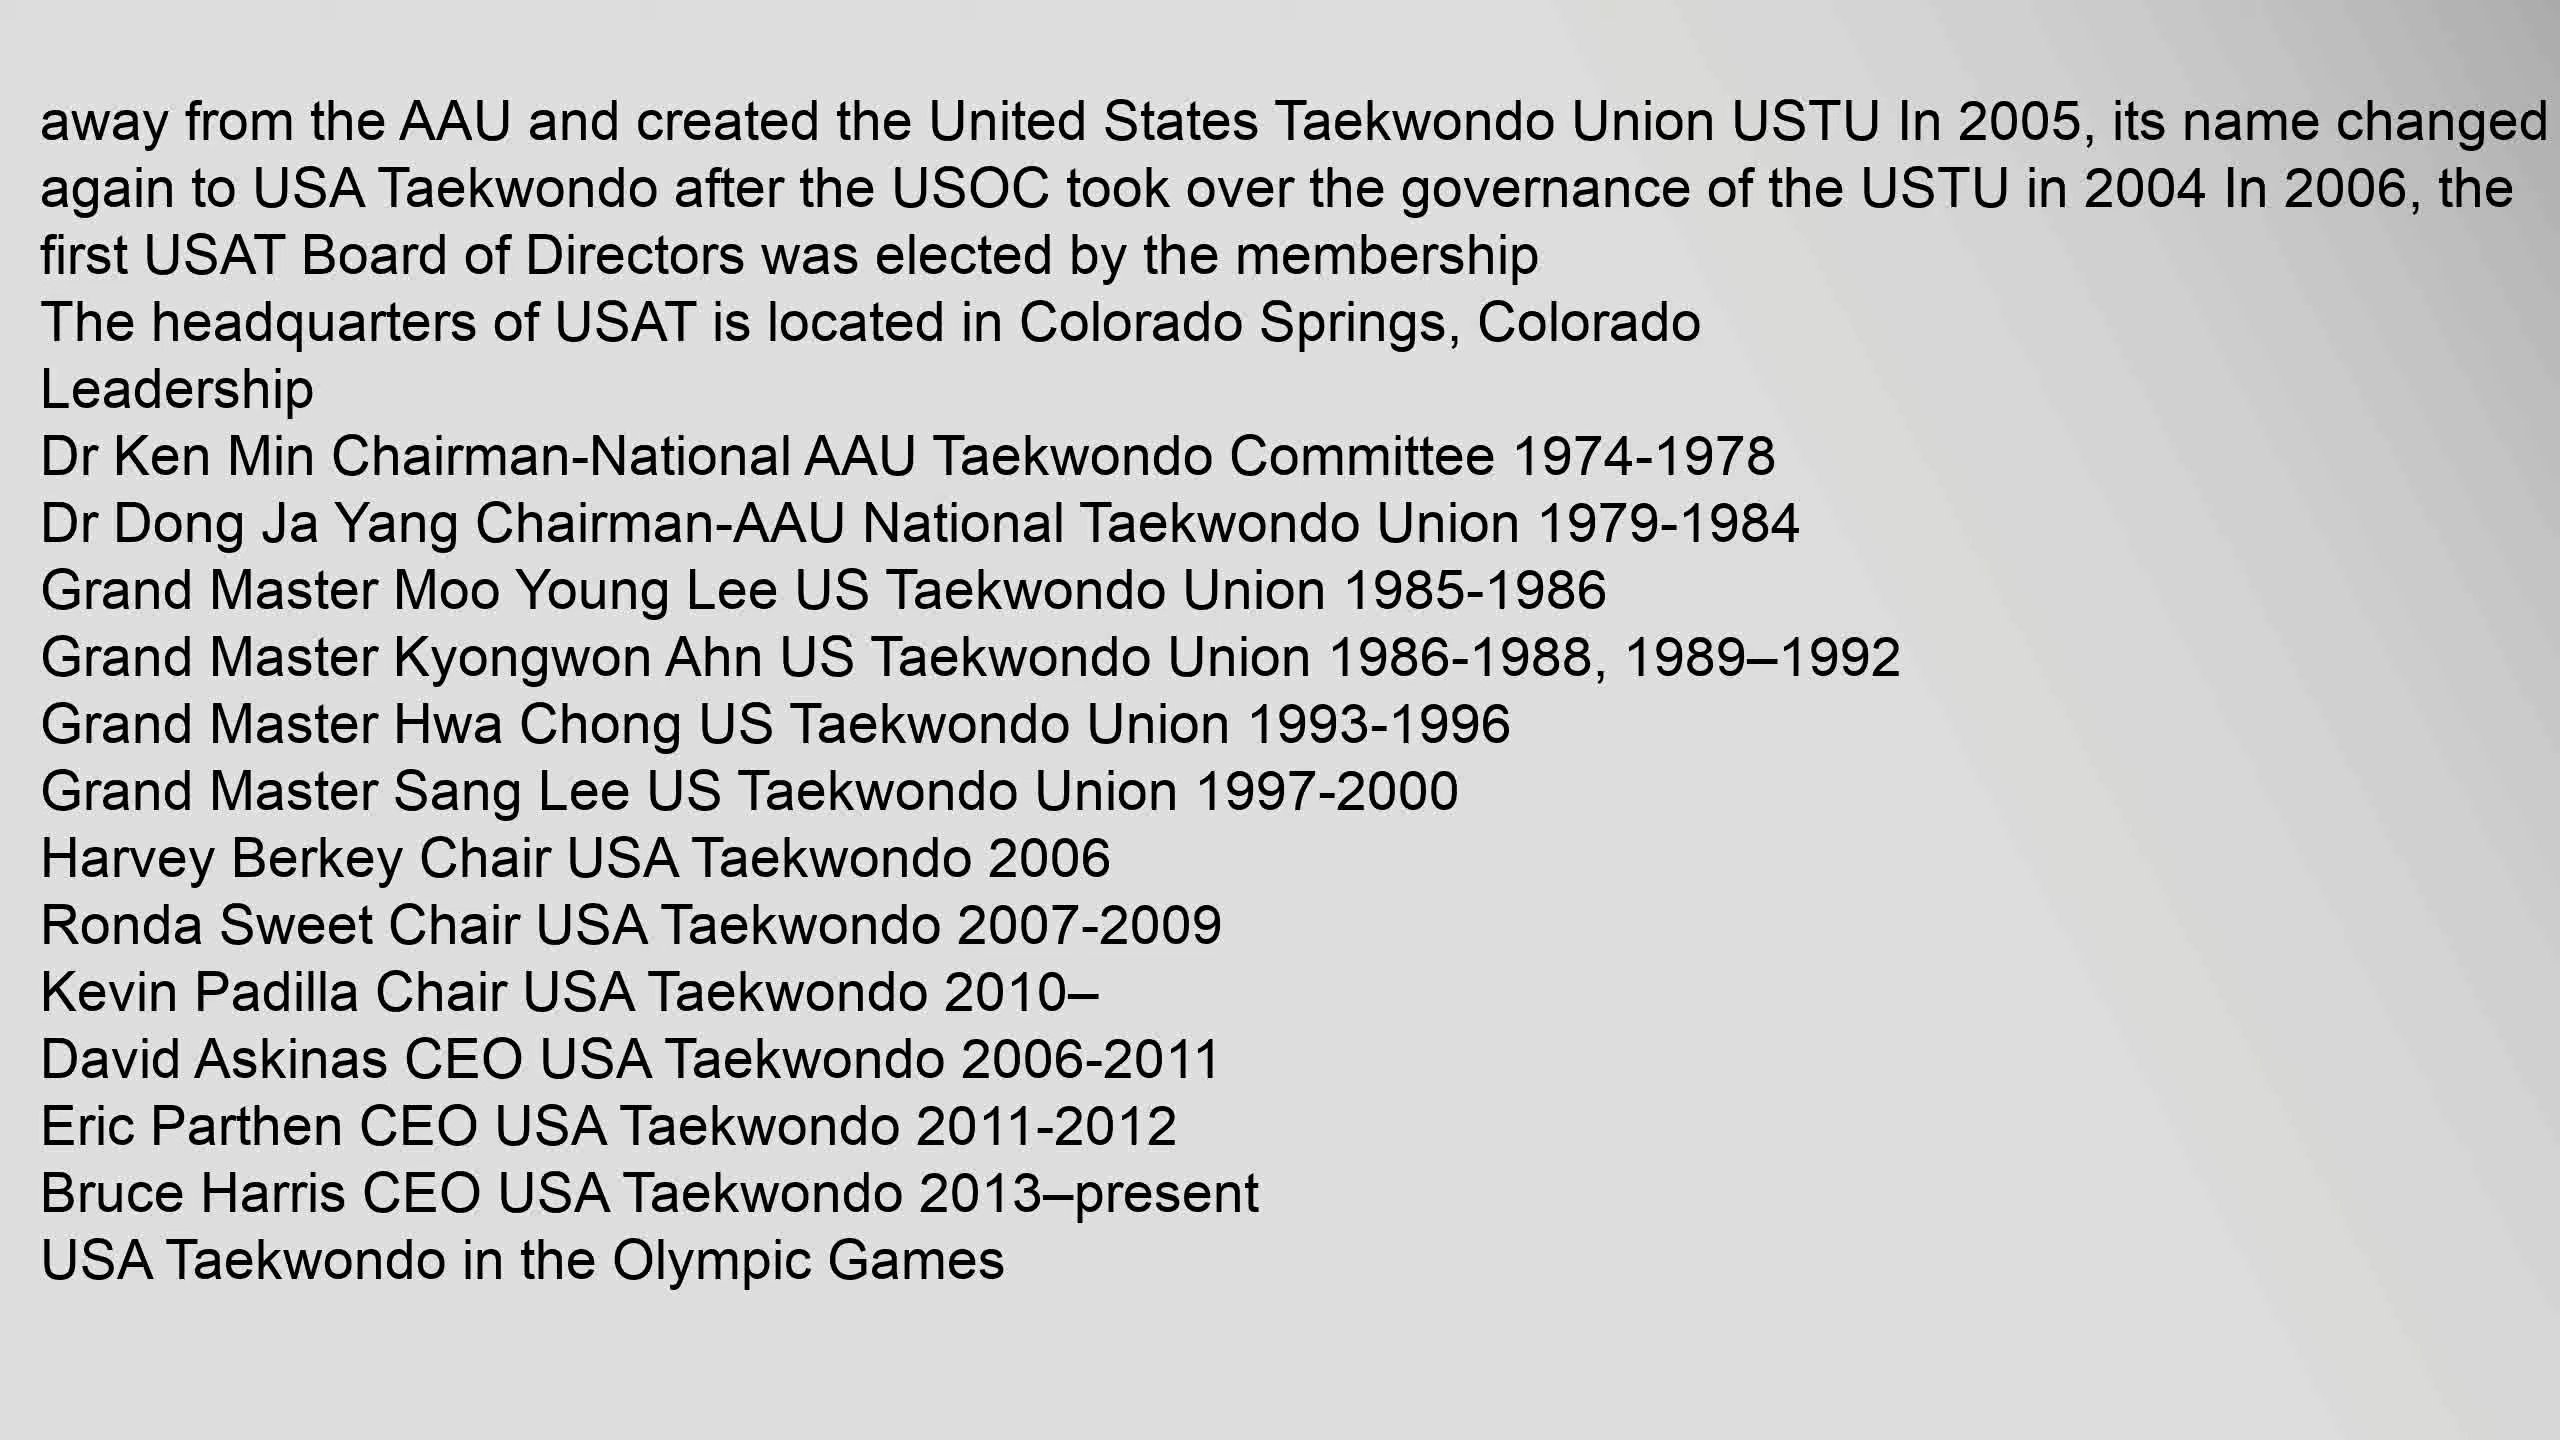 away from the AAU and created the United States Taekwondo Union USTU In 2005, its name changed
again to USA Taekwondo after the USOC took over the governance of the USTU in 2004 In 2006, the
first USAT Board of Directors was elected by the membership
The headquarters of USAT is located in Colorado Springs, Colorado
Leadership
Dr Ken Min Chairman-National AAU Taekwondo Committee 1974-1978
Dr Dong Ja Yang Chairman-AAU National Taekwondo Union 1979-1984
Grand Master Moo Young Lee US Taekwondo Union 1985-1986
Grand Master Kyongwon Ahn US Taekwondo Union 1986-1988, 1989–1992
Grand Master Hwa Chong US Taekwondo Union 1993-1996
Grand Master Sang Lee US Taekwondo Union 1997-2000
Harvey Berkey Chair USA Taekwondo 2006
Ronda Sweet Chair USA Taekwondo 2007-2009
Kevin Padilla Chair USA Taekwondo 2010–
David Askinas CEO USA Taekwondo 2006-2011
Eric Parthen CEO USA Taekwondo 2011-2012
Bruce Harris CEO USA Taekwondo 2013–present
USA Taekwondo in the Olympic Games